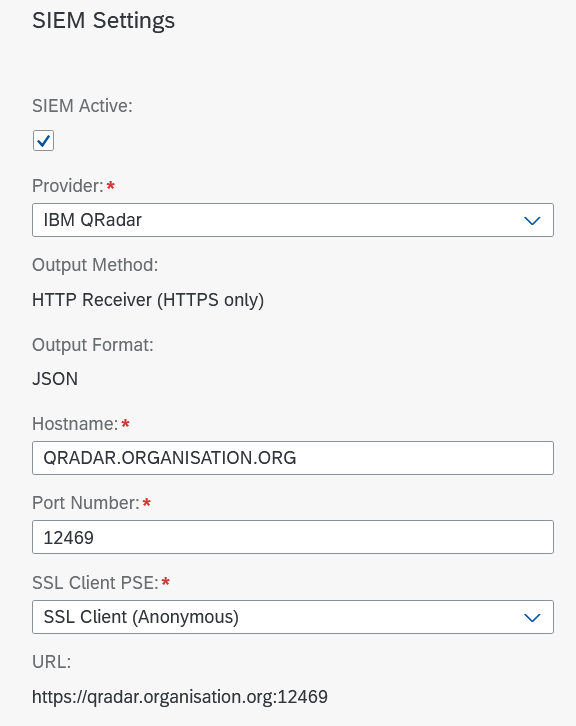 SIEM Settings
SIEM Active:
Provider:*
IBM QRadar
Output Method:
HTTP Receiver (HTTPS only)
Output Format:
JSON
Hostname:*
QRADAR.ORGANISATION.ORG
Port Number:*
12469
SSL Client PSE:*
SSL Client (Anonymous)
URL:
https://qradar.organisation.org:12469